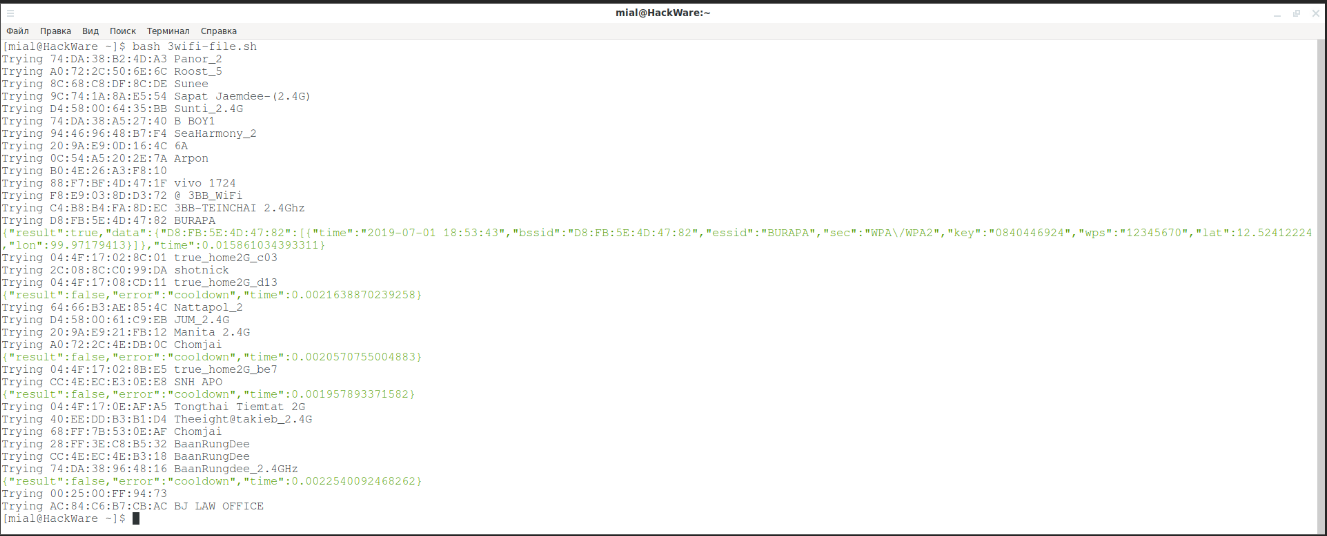 mial@HackWare:~
Файл Правка Вид Поиск Терминал Справка
[mial@HackWare ~]$ bash 3wifi-file.sh
Trying 74:DA:38:B2:4D:A3 Panor_2
Trying A0:72:2C:50:6E:6C Roost_5
Trying 8C:68:C8:DF:8C:DE Sunee
Trying 9C:74:1A:8A:E5:54 Sapat Jaemdee-(2.4G)
Trying D4:58:00:64:35:BB Sunti_2.4G
Trying 74:DA:38:A5:27:40 B BOY1
Trying 94:46:96:48:B7:F4 SeaHarmony_2
Trying 20:9A:E9:0D:16:4C 6A
Trying 0C:54:A5:20:2E:7A Arpon
Trying B0:4E:26:A3:F8:10
Trying 88:F7:BF:4D:47:1F vivo 1724
Trying F8:E9:03:8D:D3:72 @ 3BB_WiFi
Trying C4:B8:B4:FA:8D:EC 3BB-TEINCHAI 2.4Ghz
Trying D8:FB:5E:4D:47:82 BURAPA
{"result":true,"data":{"D8:FB:5E:4D:47:82":[{"time":"2019-07-01 18:53:43","bssid":"D8:FB:5E:4D:47:82","essid":"BURAPA","sec":"WPA\/WPA2","key":"0840446924","wps":"12345670","lat":12.52412224
,"lon":99.97179413}]},"time":0.015861034393311}
Trying 04:4F:17:02:8C:01 true_home2G_c03
Trying 2C:08:8C:C0:99:DA shotnick
Trying 04:4F:17:08:CD:11 true_home2G_d13
{"result":false,"error":"cooldown","time":0.0021638870239258}
Trying 64:66:B3:AE:85:4C Nattapol_2
Trying D4:58:00:61:C9:EB JUM_2.4G
Trying 20:9A:E9:21:FB:12 Manita 2.4G
Trying A0:72:2C:4E:DB:0C Chomjai
{"result":false,"error":"cooldown","time":0.0020570755004883}
Trying 04:4F:17:02:8B:E5 true_home2G_be7
Trying CC:4E:EC:E3:0E:E8 SNH APO
{"result":false,"error":"cooldown","time":0.001957893371582}
Trying 04:4F:17:0E:AF:A5 Tongthai Tiemtat 2G
Trying 40:EE:DD:B3:B1:D4 Theeight@takieb_2.4G
Trying 68:FF:7B:53:0E:AF Chomjai
Trying 28:FF:3E:C8:B5:32 BaanRungDee
Trying CC:4E:EC:4E:B3:18 BaanRungDee
Trying 74:DA:38:96:48:16 BaanRungdee_2.4GHz
{"result":false,"error":"cooldown","time":0.0022540092468262}
Trying 00:25:00:FF:94:73
Trying AC:84:C6:B7:CB:AC BJ LAW OFFICE
[mial@HackWare ~]$